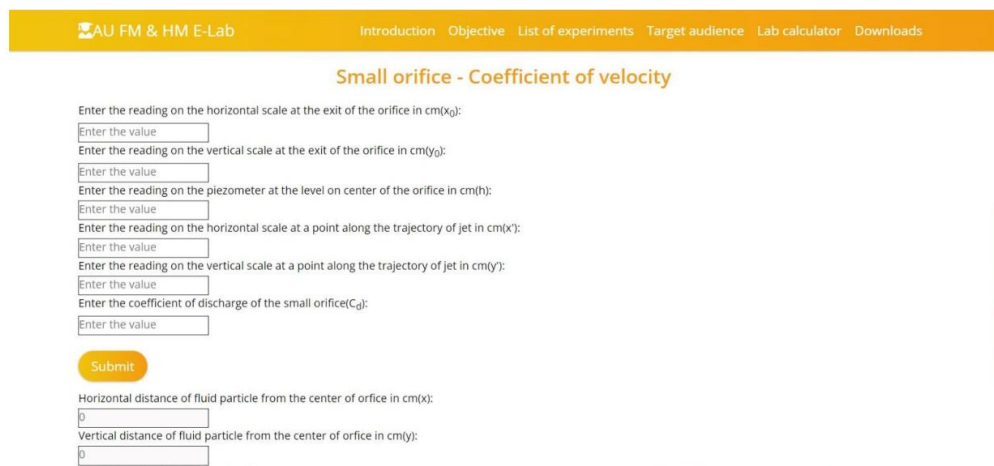 AU FM & HM E-Lab Introduction Objective List of experiments Target audience Lab calculator Downloads
Small orifice - Coefficient of velocity
Enter the reading on the horizontal scale at the exit of the orifice in cm(x0):
Enter the value
Enter the reading on the vertical scale at the exit of the orifice in cm(y0):
Enter the value
Enter the reading on the piezometer at the level on center of the orifice in cm(h):
Enter the value
Enter the reading on the horizontal scale at a point along the trajectory of jet in cm(x'):
Enter the value
Enter the reading on the vertical scale at a point along the trajectory of jet in cm(y'):
Enter the value
Enter the coefficient of discharge of the small orifice(Cd):
Enter the value
Submit
Horizontal distance of fluid particle from the center of orfice in cm(x):
0
Vertical distance of fluid particle from the center of orfice in cm(y):
0